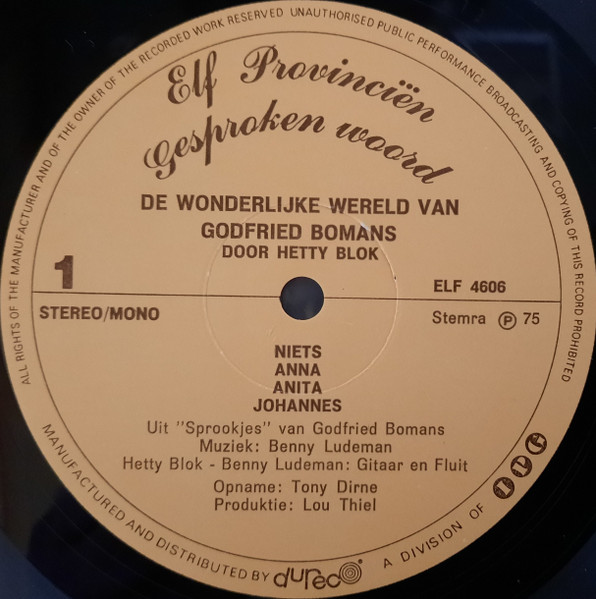 ALL RIGHTS OF THE MANUFACTURER AND OF THE OWNER OF THE RECORDED WORK RESERVED UNAUTHORISED PUBLIC PERFORMANCE BROADCASTING AND COPYING OF THIS RECORD PROHIBITED
Elf Provinciën
Gesproken woord
DE WONDERLIJKE WERELD VAN
GODFRIED BOMANS
DOOR HETTY BLOK
1
ELF 4606
STEREO/MONO
Stemra Ⓟ 75
NIETS
ANNA
ANITA
JOHANNES
Uit "Sprookjes" van Godfried Bomans
Muziek: Benny Ludeman
Hetty Blok - Benny Ludeman: Gitaar en Fluit
Opname: Tony Dirne
Produktie: Lou Thiel
MANUFACTURED AND DISTRIBUTED BY dureco A DIVISION OF